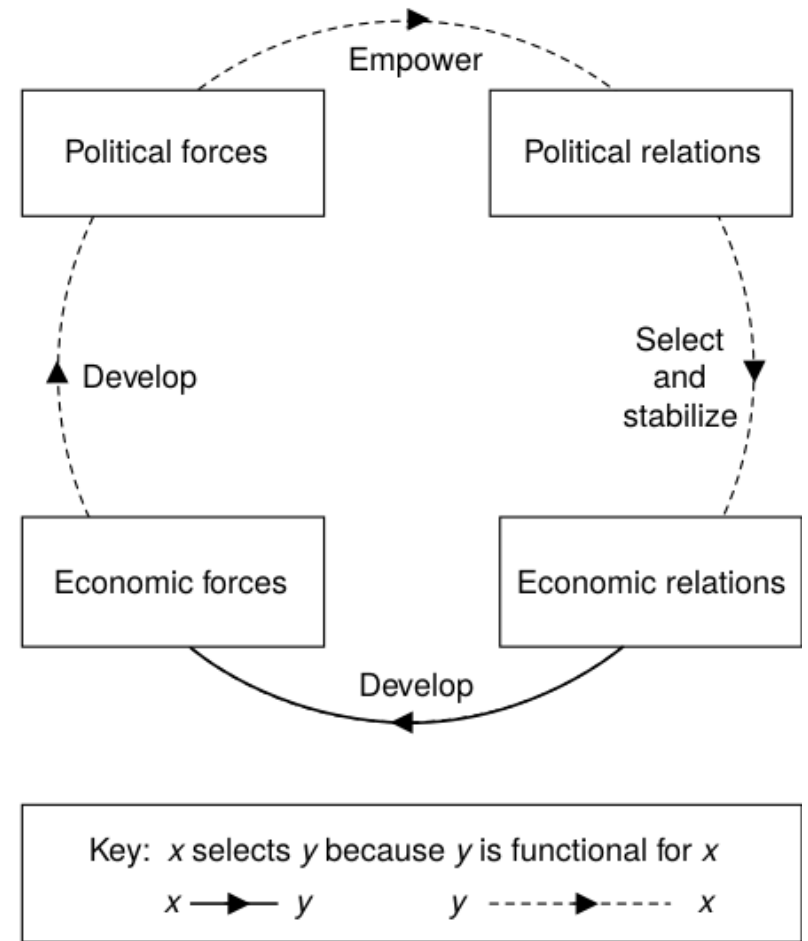 Empower
Political forces
Political relations
Develop
Select
and
stabilize
Economic forces
Economic relations
Develop
Key: x selects y because y is functional for x
x y y x